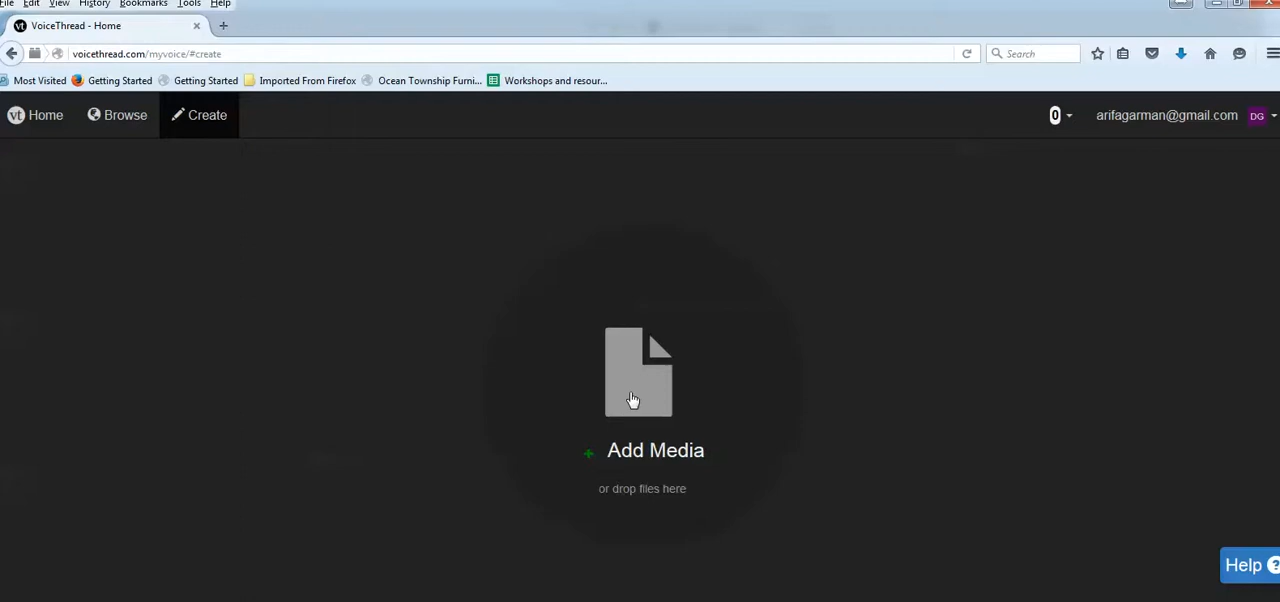 File Edit View History Bookmarks Tools Help
vt VoiceThread - Home × +
voicethread.com/myvoice/#create Search
Most Visited Getting Started Getting Started Imported From Firefox Ocean Township Furni... Workshops and resour...
vt Home Browse Create 0 arifagarman@gmail.com DG
+ Add Media
or drop files here
Help ?